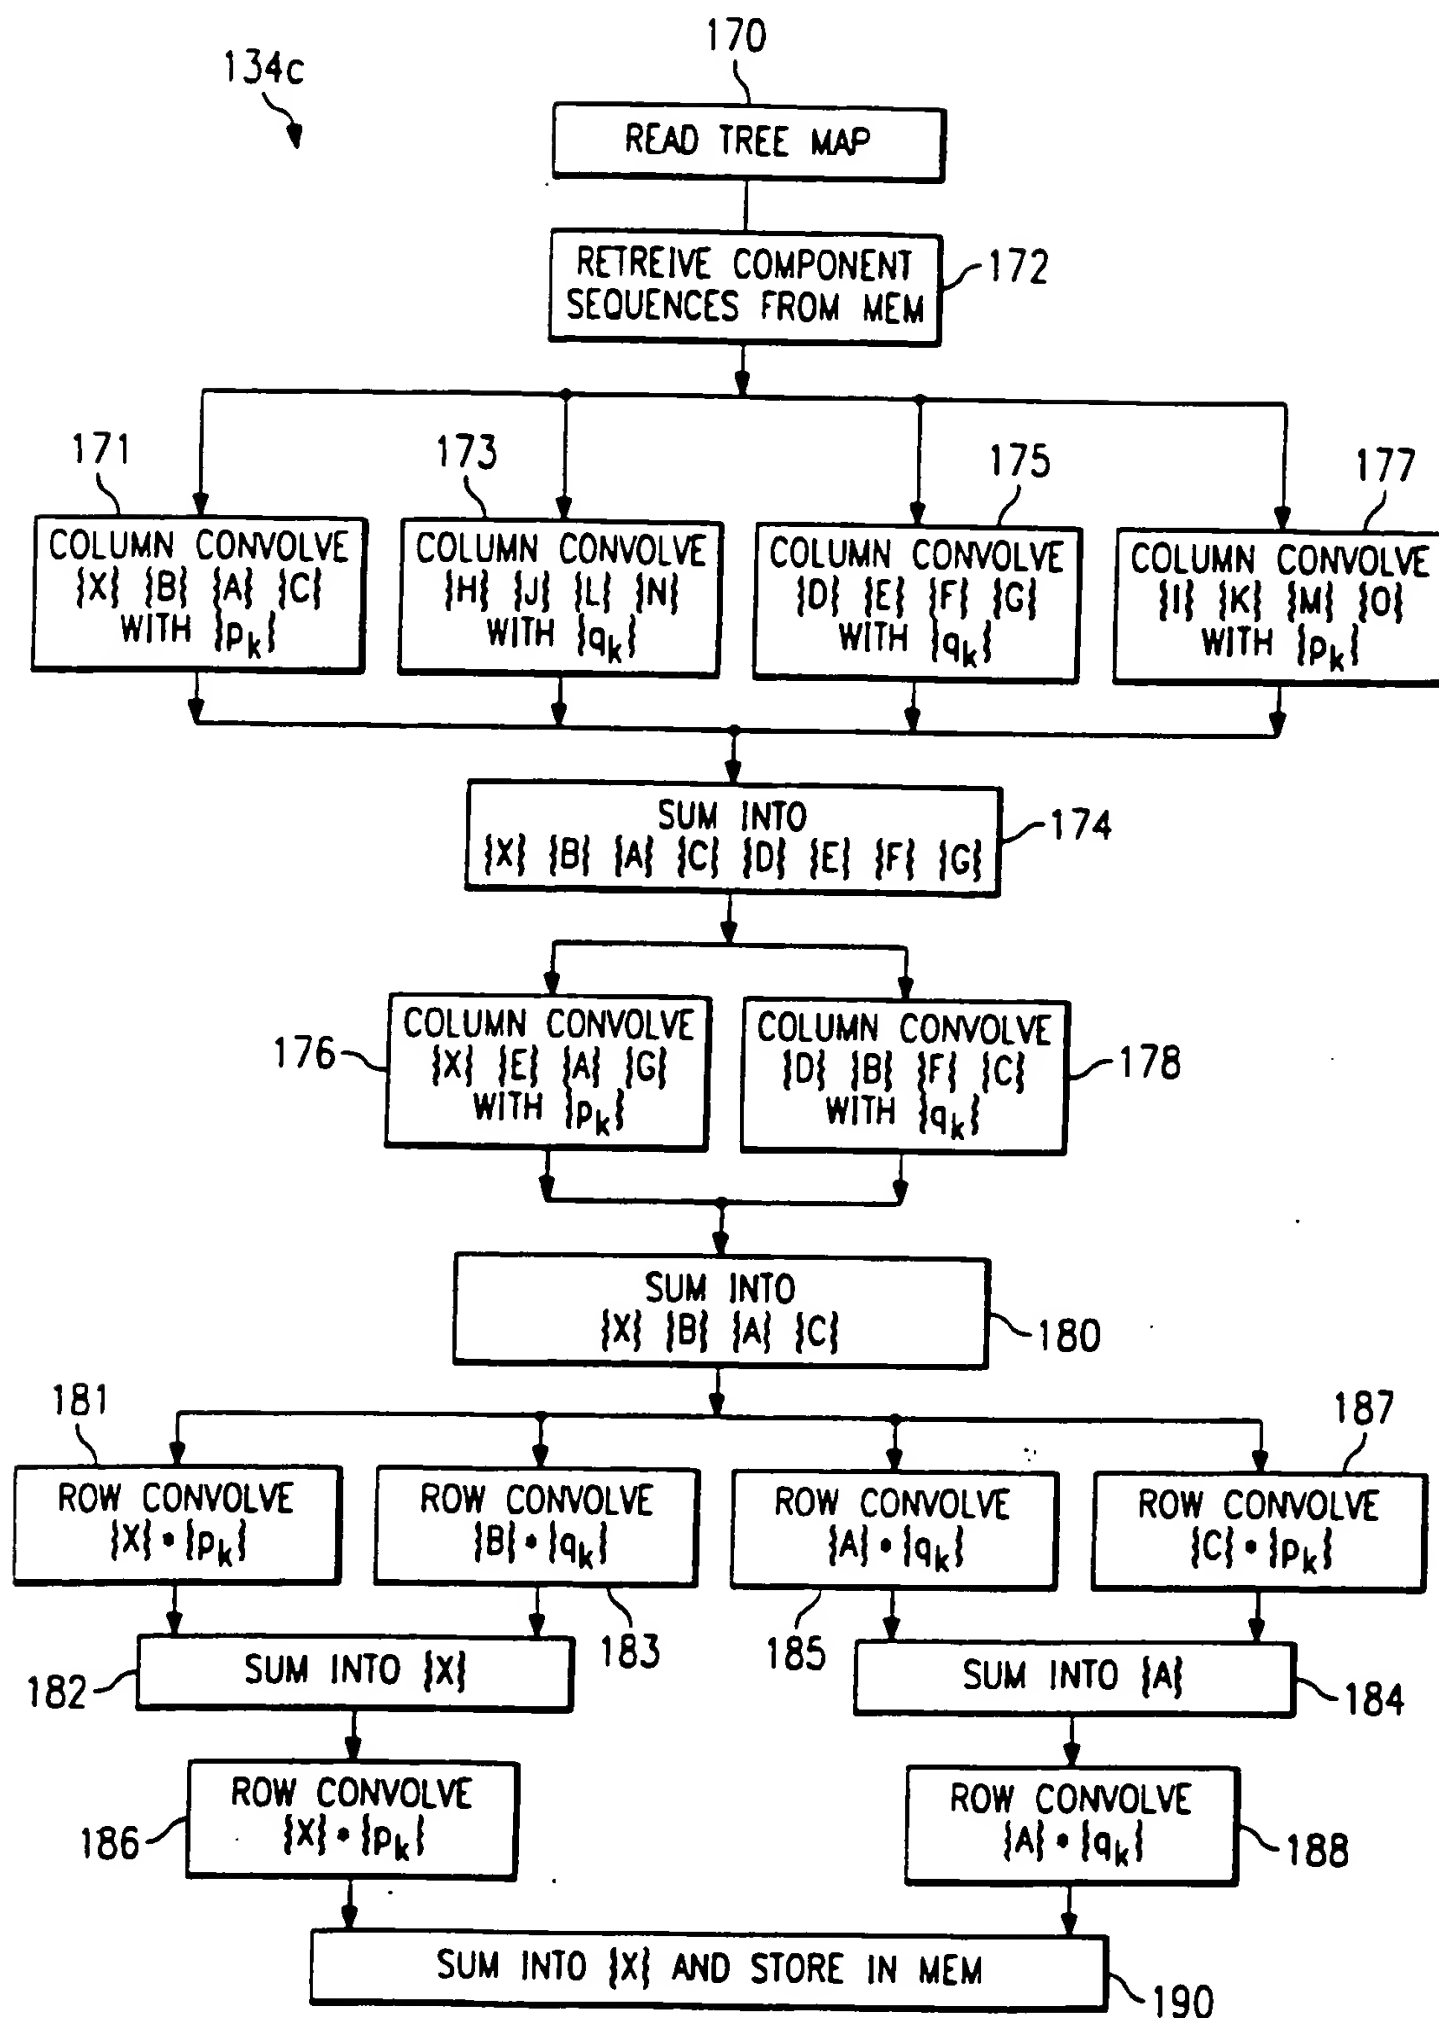 134c
170
READ TREE MAP
RETREIVE COMPONENT
SEQUENCES FROM MEM
172
171
COLUMN CONVOLVE
{X} {B} {A} {C}
WITH {pk}
173
COLUMN CONVOLVE
{H} {J} {L} {N}
WITH {qk}
175
COLUMN CONVOLVE
{D} {E} {F} {G}
WITH {qk}
177
COLUMN CONVOLVE
{I} {K} {M} {O}
WITH {pk}
SUM INTO
{X} {B} {A} {C} {D} {E} {F} {G}
174
176
COLUMN CONVOLVE
{X} {E} {A} {G}
WITH {pk}
COLUMN CONVOLVE
{D} {B} {F} {C}
WITH {qk}
178
SUM INTO
{X} {B} {A} {C}
180
181
ROW CONVOLVE
{X} • {pk}
ROW CONVOLVE
{B} • {qk}
183
ROW CONVOLVE
{A} • {qk}
185
187
ROW CONVOLVE
{C} • {pk}
182
SUM INTO {X}
SUM INTO {A}
184
186
ROW CONVOLVE
{X} • {pk}
ROW CONVOLVE
{A} • {qk}
188
SUM INTO {X} AND STORE IN MEM
190